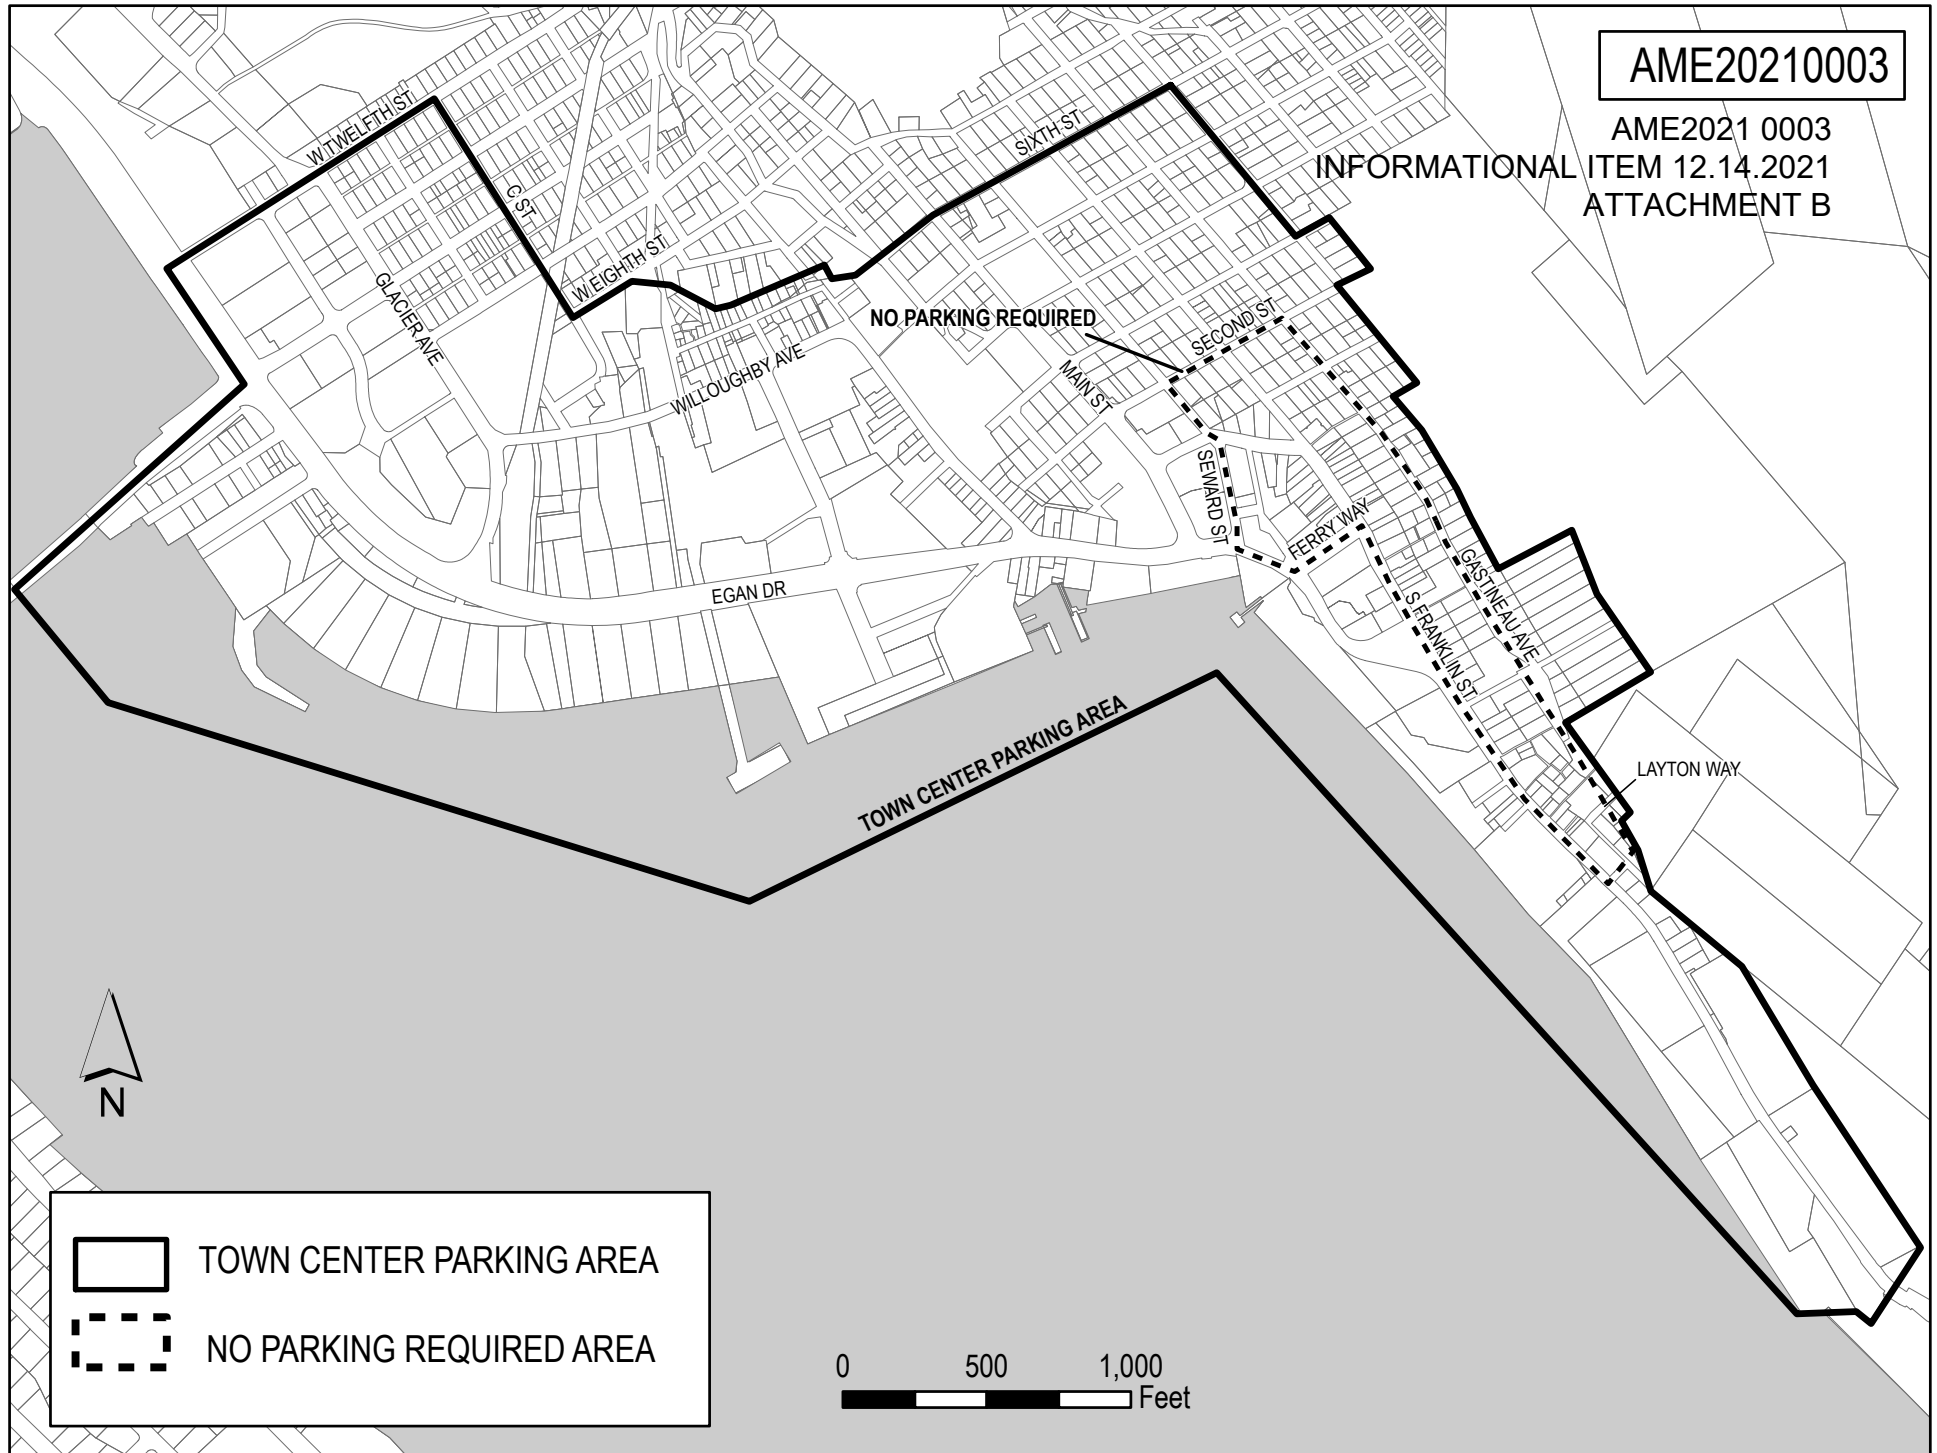 AME20210003
AME2021 0003
INFORMATIONAL ITEM 12.14.2021
ATTACHMENT B
W TWELFTH ST
SIXTH ST
C ST
W EIGHTH ST
GLACIER AVE
NO PARKING REQUIRED
SECOND ST
WILLOUGHBY AVE
MAIN ST
SEWARD ST
FERRY WAY
EGAN DR
GASTINEAU AVE
S FRANKLIN ST
TOWN CENTER PARKING AREA
LAYTON WAY
N
TOWN CENTER PARKING AREA
NO PARKING REQUIRED AREA
0 500 1,000
Feet